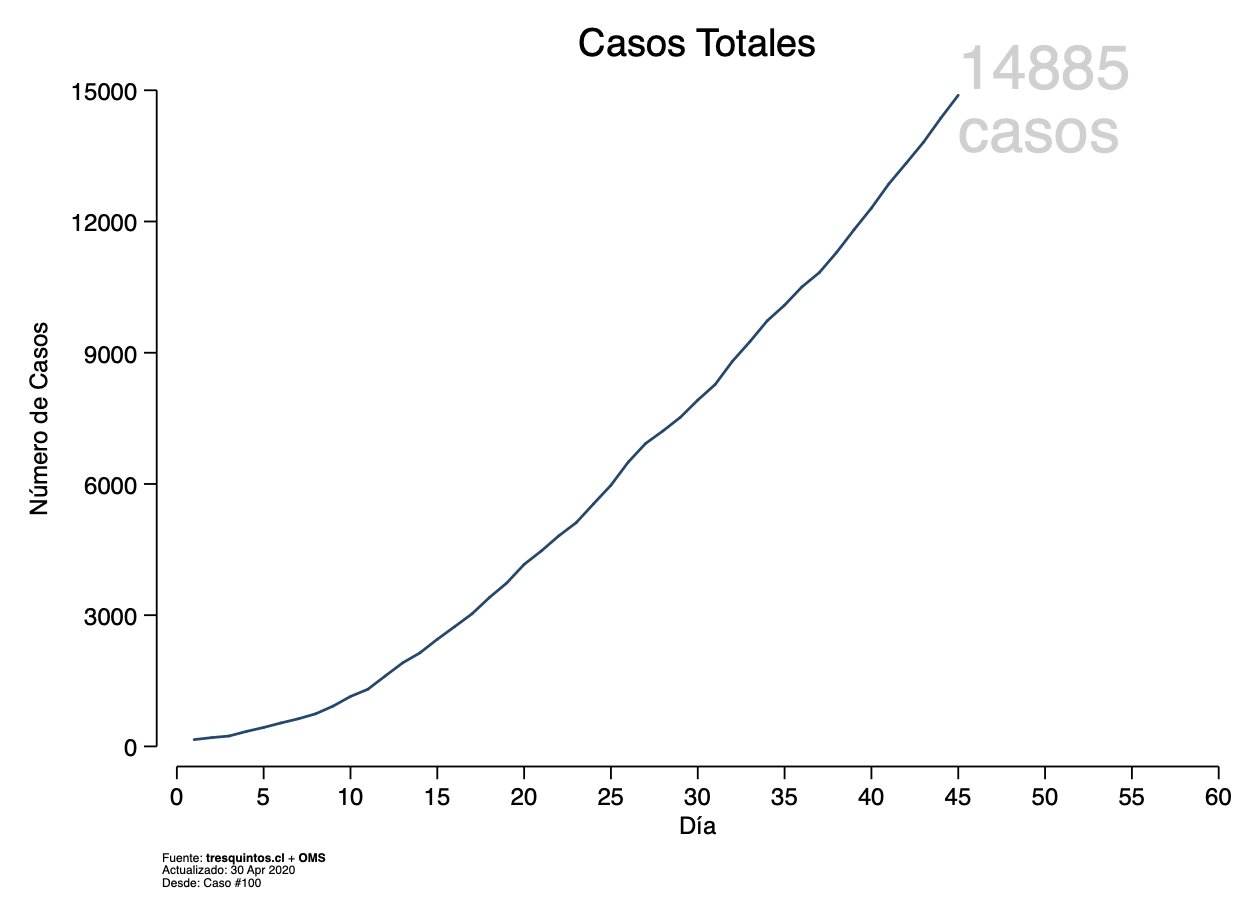 Casos Totales
14885
casos
15000
12000
9000
6000
3000
0
Número de Casos
0 5 10 15 20 25 30 35 40 45 50 55 60
Día
Fuente: tresquintos.cl + OMS
Actualizado: 30 Apr 2020
Desde: Caso #100